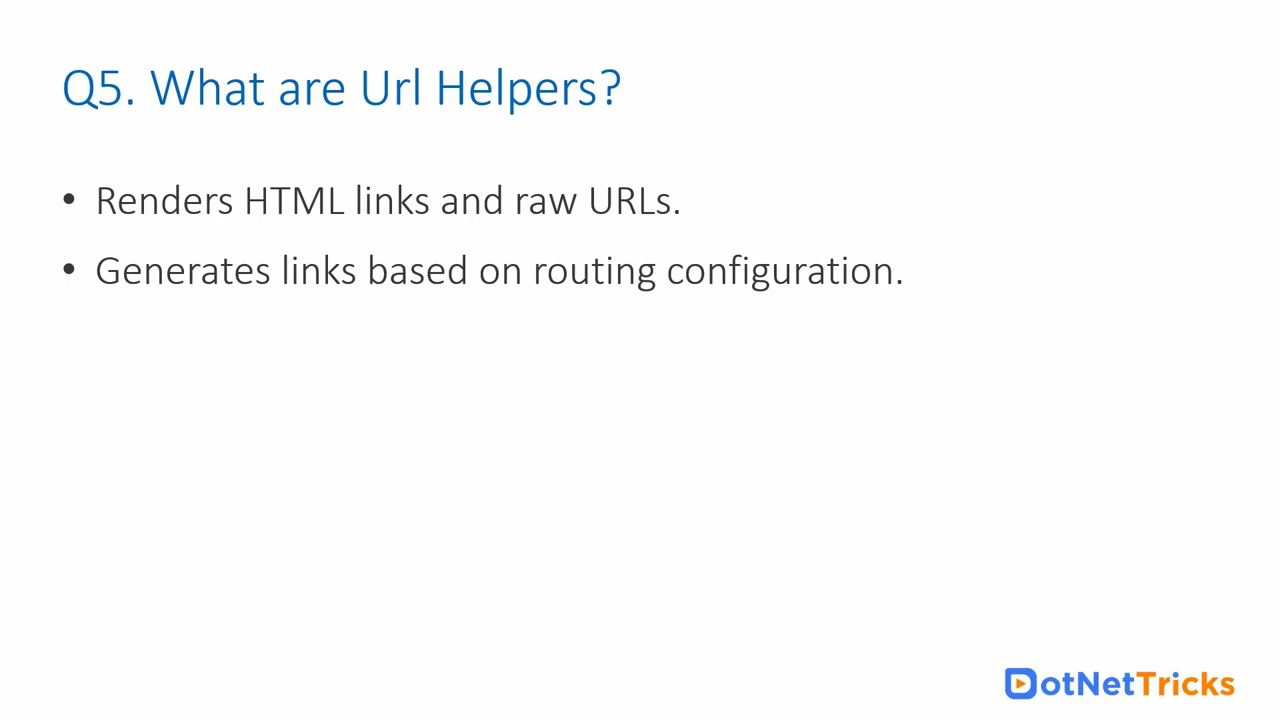 Q5. What are Url Helpers?
• Renders HTML links and raw URLs.
• Generates links based on routing configuration.
DotNetTricks